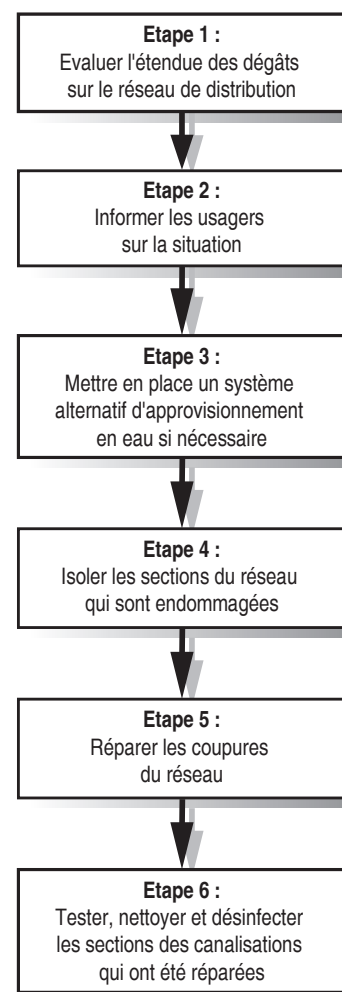 Etape 1 :
Evaluer l'étendue des dégâts
sur le réseau de distribution
Etape 2 :
Informer les usagers
sur la situation
Etape 3 :
Mettre en place un système
alternatif d'approvisionnement
en eau si nécessaire
Etape 4 :
Isoler les sections du réseau
qui sont endommagées
Etape 5 :
Réparer les coupures
du réseau
Etape 6 :
Tester, nettoyer et désinfecter
les sections des canalisations
qui ont été réparées